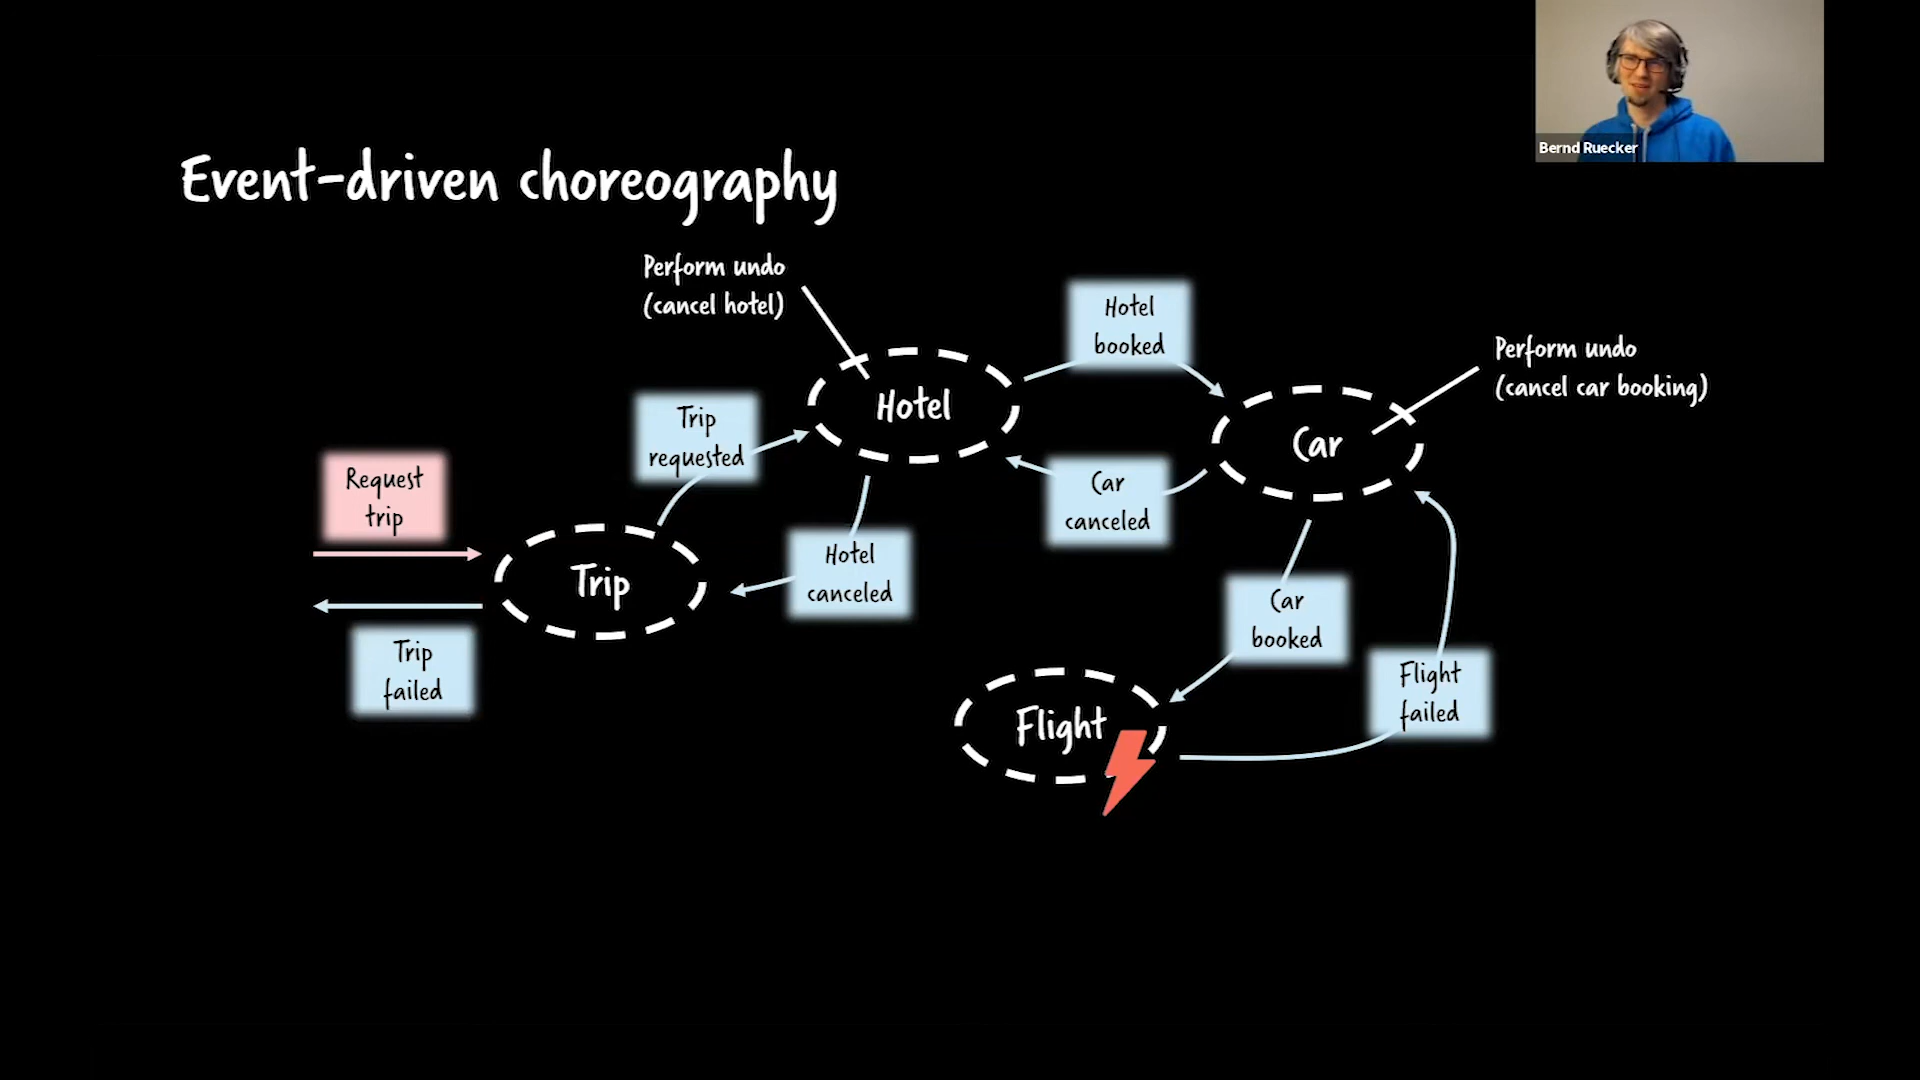 Bernd Ruecker
Event-driven choreography
Perform undo
(cancel hotel)
Hotel
booked
Perform undo
(cancel car booking)
Hotel
Trip
requested
Car
Request
trip
Car
canceled
Trip
Hotel
canceled
Car
booked
Trip
failed
Flight
Flight
failed